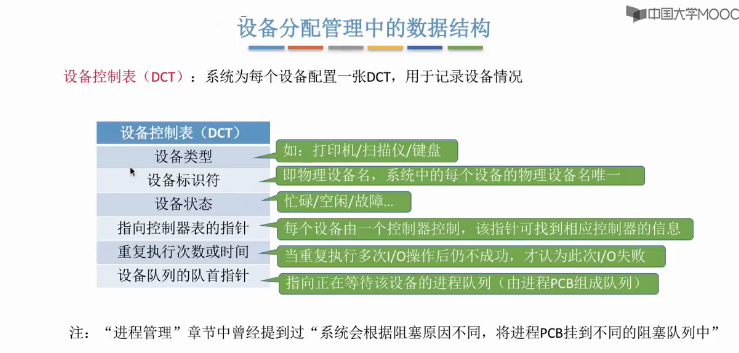 中国大学MOOC
设备分配管理中的数据结构
设备控制表（DCT）：系统为每个设备配置一张DCT，用于记录设备情况
设备控制表（DCT）
设备类型
如：打印机/扫描仪/键盘
设备标识符
即物理设备名，系统中的每个设备的物理设备名唯一
设备状态
忙碌/空闲/故障...
指向控制器表的指针
每个设备由一个控制器控制，该指针可找到相应控制器的信息
重复执行次数或时间
当重复执行多次I/O操作后仍不成功，才认为此次I/O失败
设备队列的队首指针
指向正在等待该设备的进程队列（由进程PCB组成队列）
注：“进程管理”章节中曾经提到过“系统会根据阻塞原因不同，将进程PCB挂到不同的阻塞队列中”